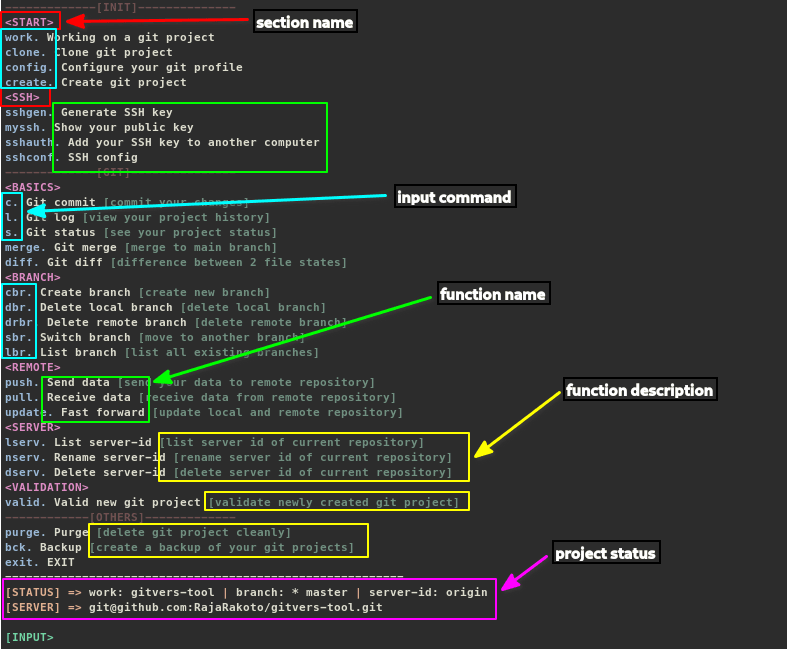 -------------[INIT]--------------
<START>
section name
work. Working on a git project
clone. Clone git project
config. Configure your git profile
create. Create git project
<SSH>
sshgen. Generate SSH key
myssh. Show your public key
sshauth. Add your SSH key to another computer
sshconf. SSH config
-------------[GIT]---------------
<BASICS>
c. Git commit [commit your changes]
input command
l. Git log [view your project history]
s. Git status [see your project status]
merge. Git merge [merge to main branch]
diff. Git diff [difference between 2 file states]
<BRANCH>
cbr. Create branch [create new branch]
function name
dbr. Delete local branch [delete local branch]
drbr. Delete remote branch [delete remote branch]
sbr. Switch branch [move to another branch]
lbr. List branch [list all existing branches]
<REMOTE>
push. Send data [send your data to remote repository]
function description
pull. Receive data [receive data from remote repository]
update. Fast forward [update local and remote repository]
<SERVER>
lserv. List server-id [list server id of current repository]
nserv. Rename server-id [rename server id of current repository]
dserv. Delete server-id [delete server id of current repository]
<VALIDATION>
valid. Valid new git project [validate newly created git project]
------------[OTHERS]-------------
purge. Purge [delete git project cleanly]
bck. Backup [create a backup of your git projects]
project status
exit. EXIT
[STATUS] => work: gitvers-tool | branch: * master | server-id: origin
[SERVER] => git@github.com:RajaRakoto/gitvers-tool.git
[INPUT>